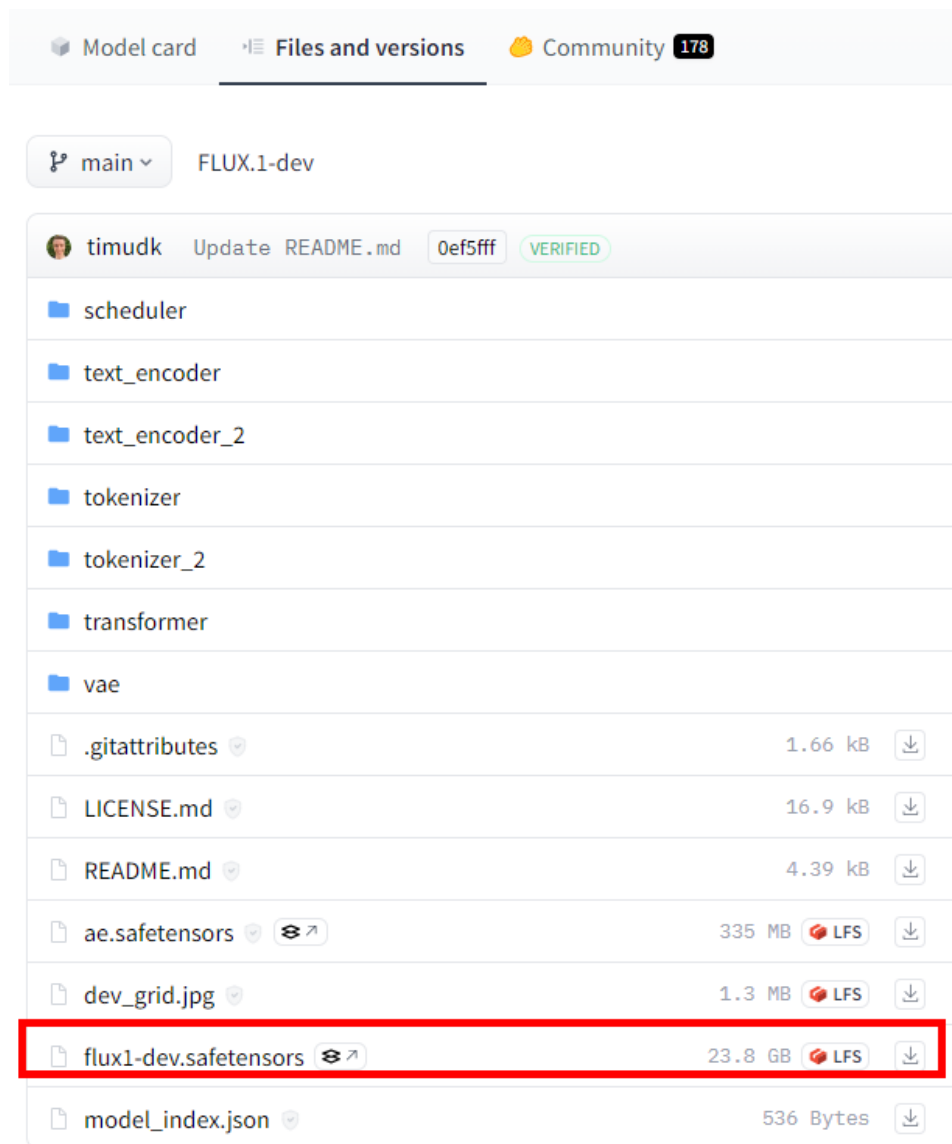 Model card Files and versions Community 178
main FLUX.1-dev
timudk Update README.md 0ef5fff VERIFIED
scheduler
text_encoder
text_encoder_2
tokenizer
tokenizer_2
transformer
vae
.gitattributes 1.66 kB
LICENSE.md 16.9 kB
README.md 4.39 kB
ae.safetensors 335 MB LFS
dev_grid.jpg 1.3 MB LFS
flux1-dev.safetensors 23.8 GB LFS
model_index.json 536 Bytes